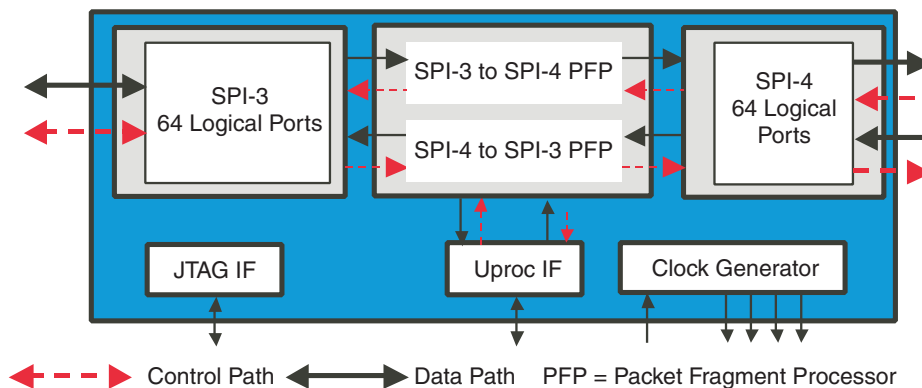 SPI-3
64 Logical Ports
SPI-3 to SPI-4 PFP
SPI-4 to SPI-3 PFP
SPI-4
64 Logical
Ports
JTAG IF
Uproc IF
Clock Generator
Control Path
Data Path
PFP = Packet Fragment Processor